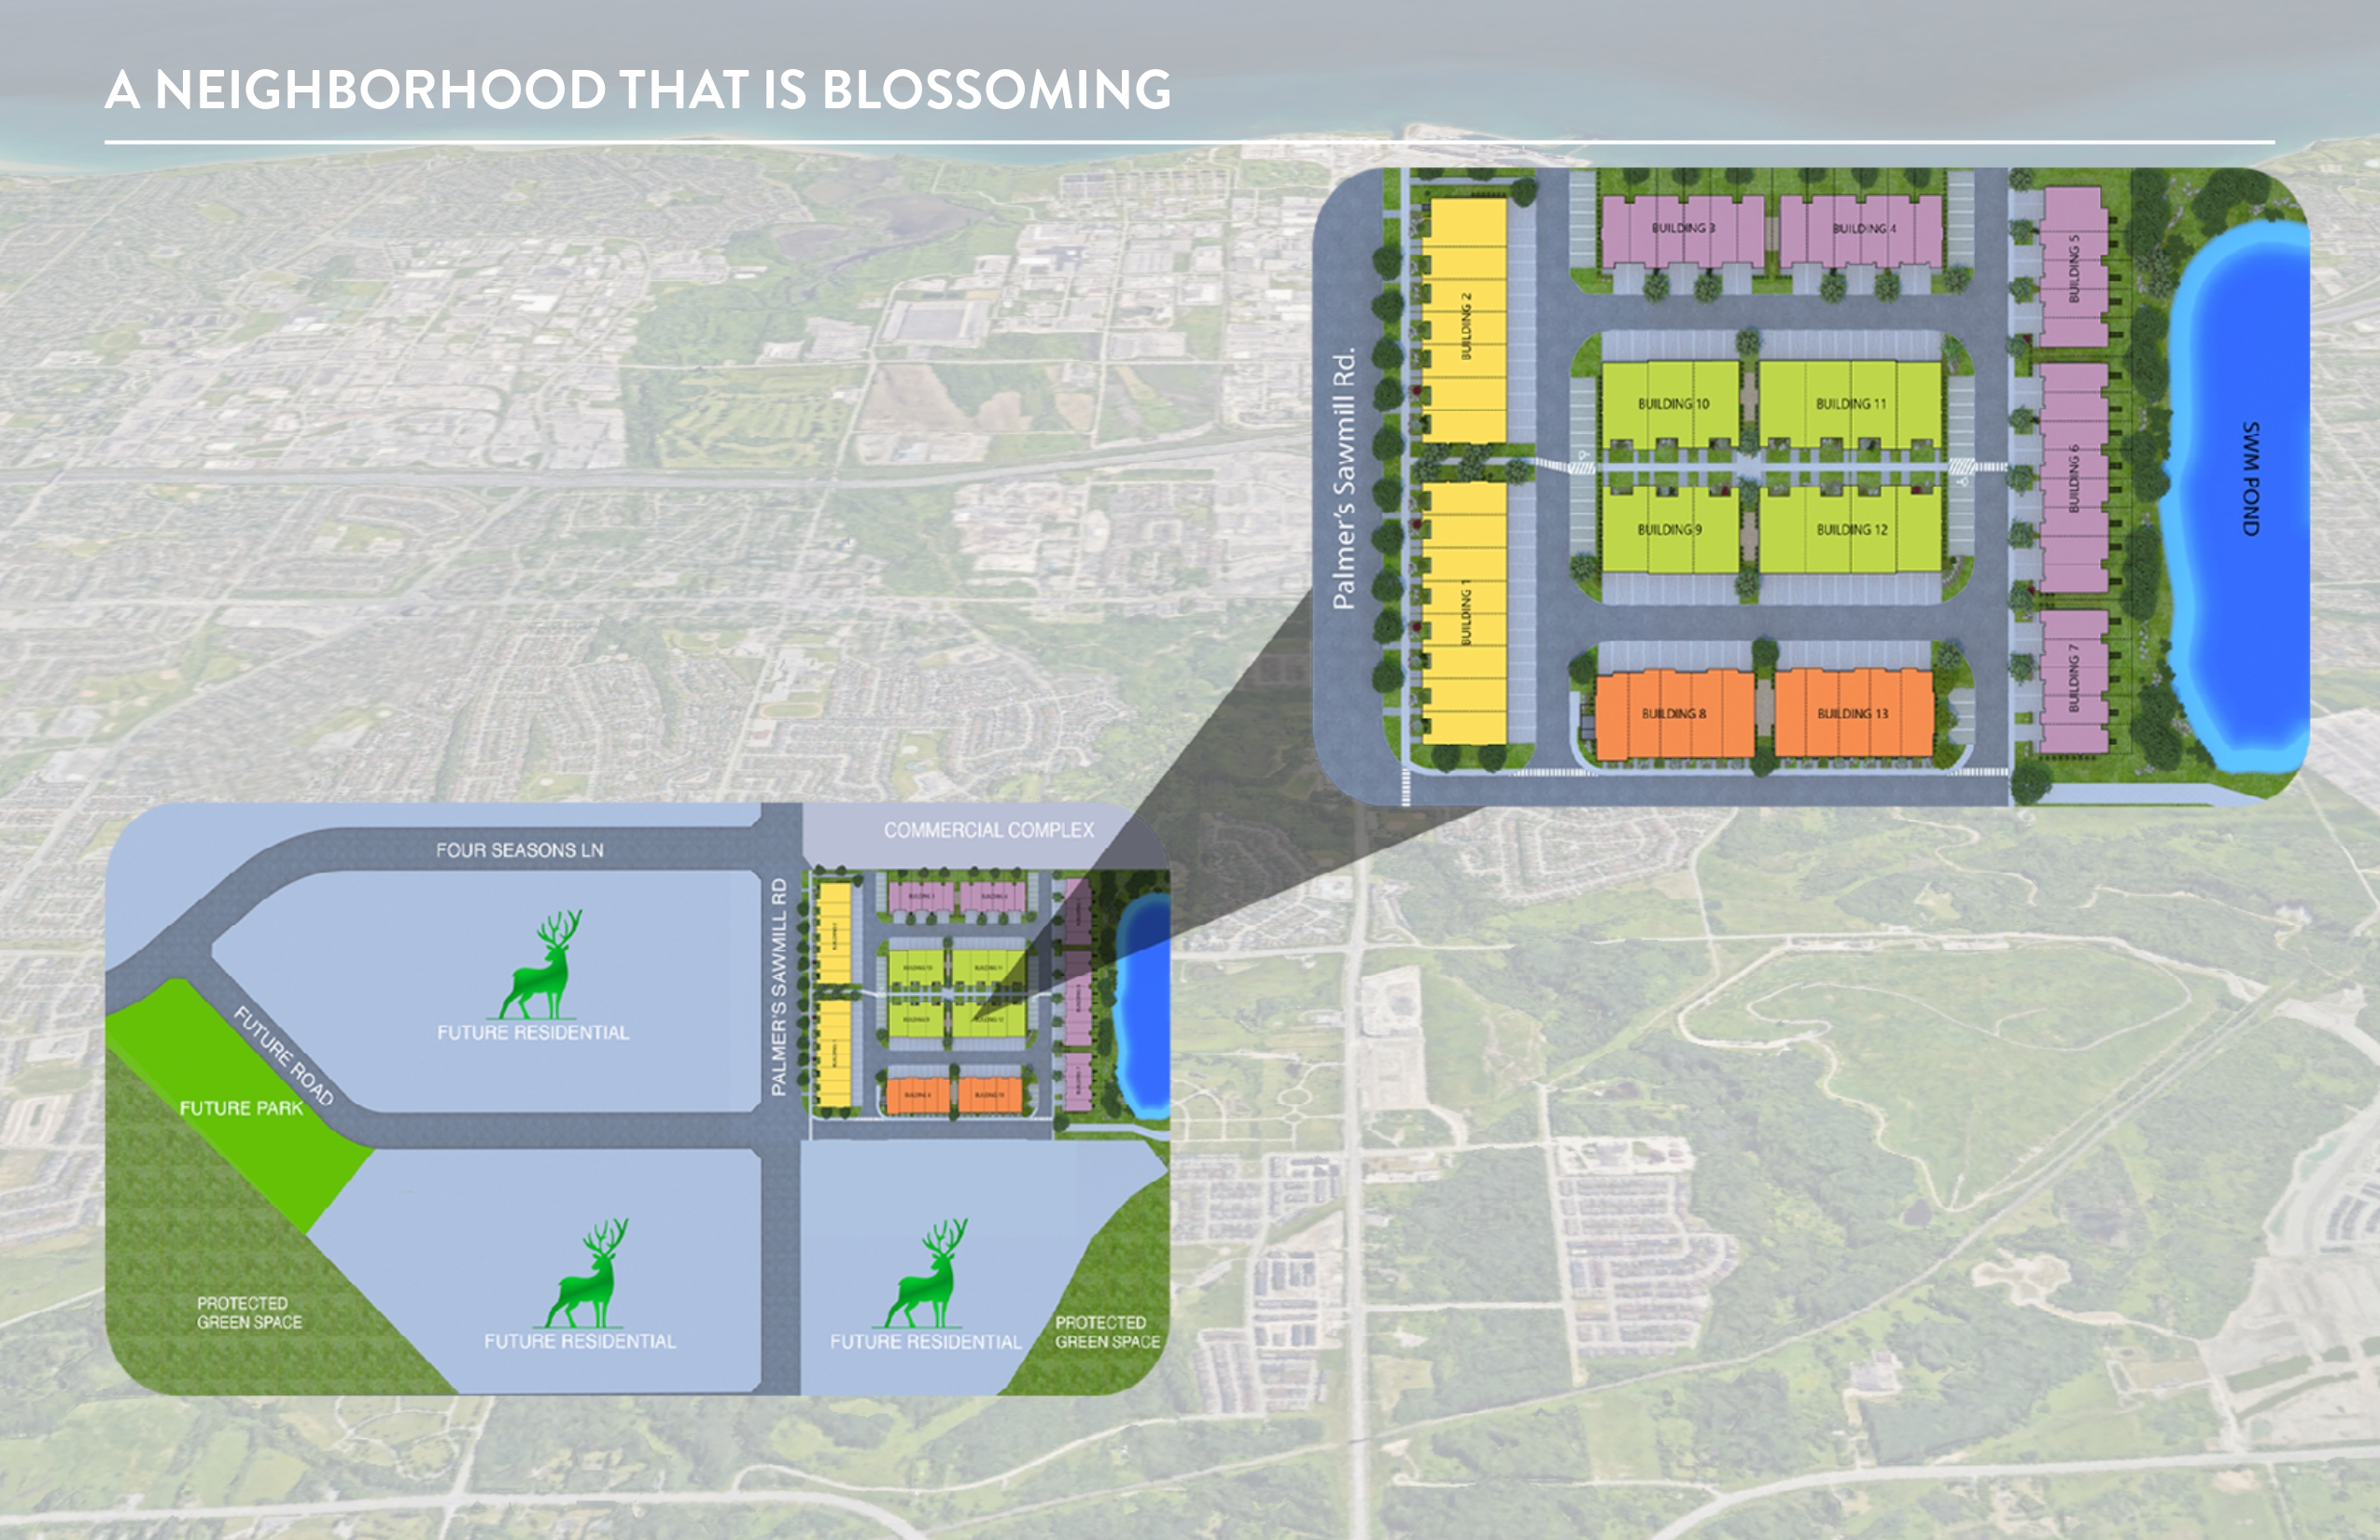 A NEIGHBORHOOD THAT IS BLOSSOMING
Palmer's Sawmill Rd.
BUILDING 2
BUILDING 1
BUILDING 3
BUILDING 4
BUILDING 10
BUILDING 11
BUILDING 9
BUILDING 12
BUILDING 8
BUILDING 13
BUILDING 5
BUILDING 6
BUILDING 7
SWM POND
COMMERCIAL COMPLEX
FOUR SEASONS LN
PALMER'S SAWMILL RD
FUTURE RESIDENTIAL
FUTURE ROAD
FUTURE PARK
PROTECTED
GREEN SPACE
FUTURE RESIDENTIAL
FUTURE RESIDENTIAL
PROTECTED
GREEN SPACE